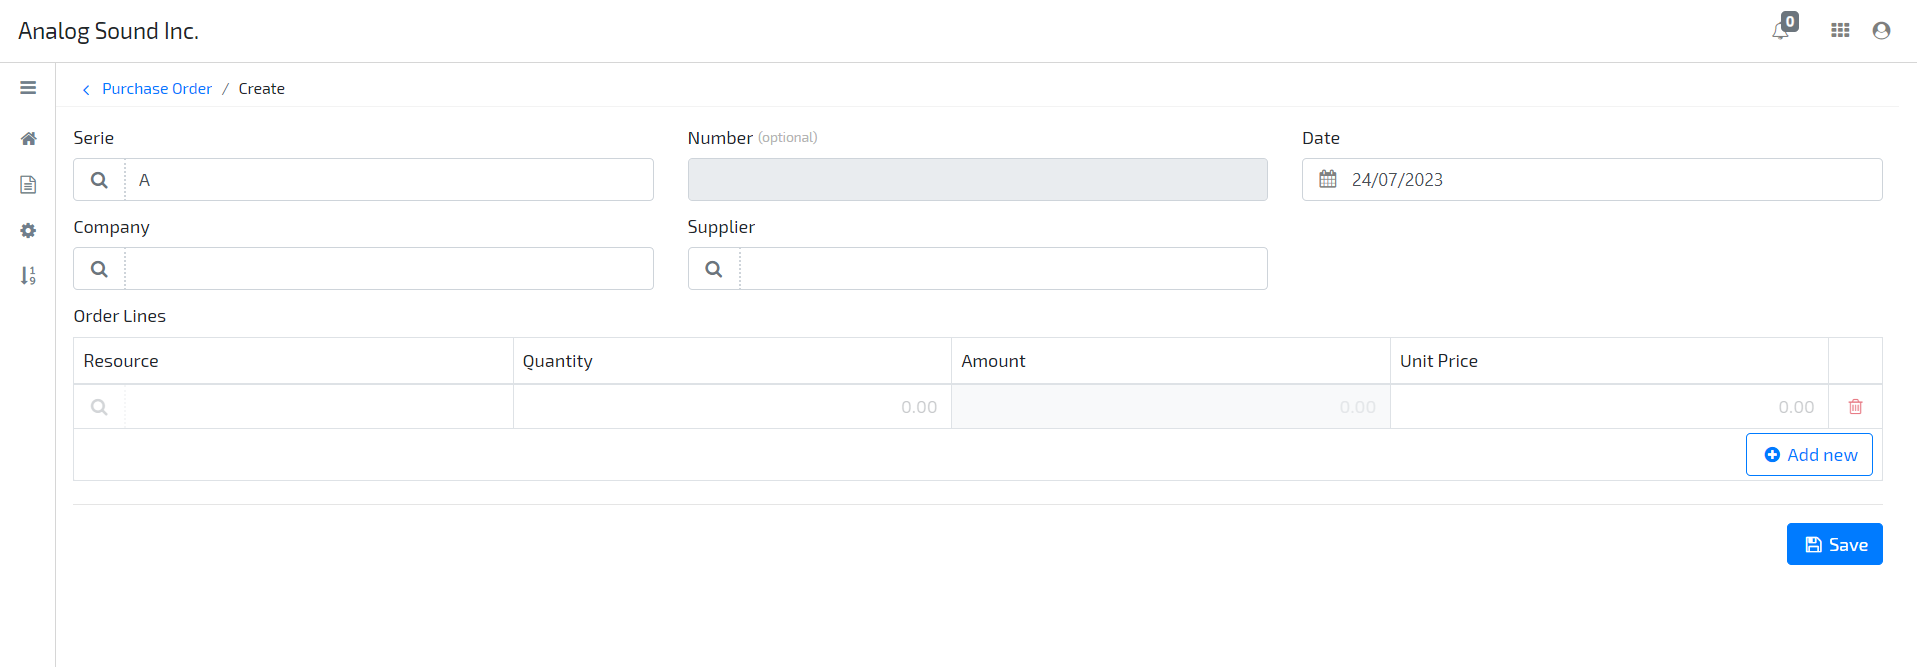 Analog Sound Inc.
0
Purchase Order / Create
Serie
Number (optional)
Date
A
24/07/2023
Company
Supplier
Order Lines
Resource
Quantity
Amount
Unit Price
0.00
0.00
0.00
Add new
Save